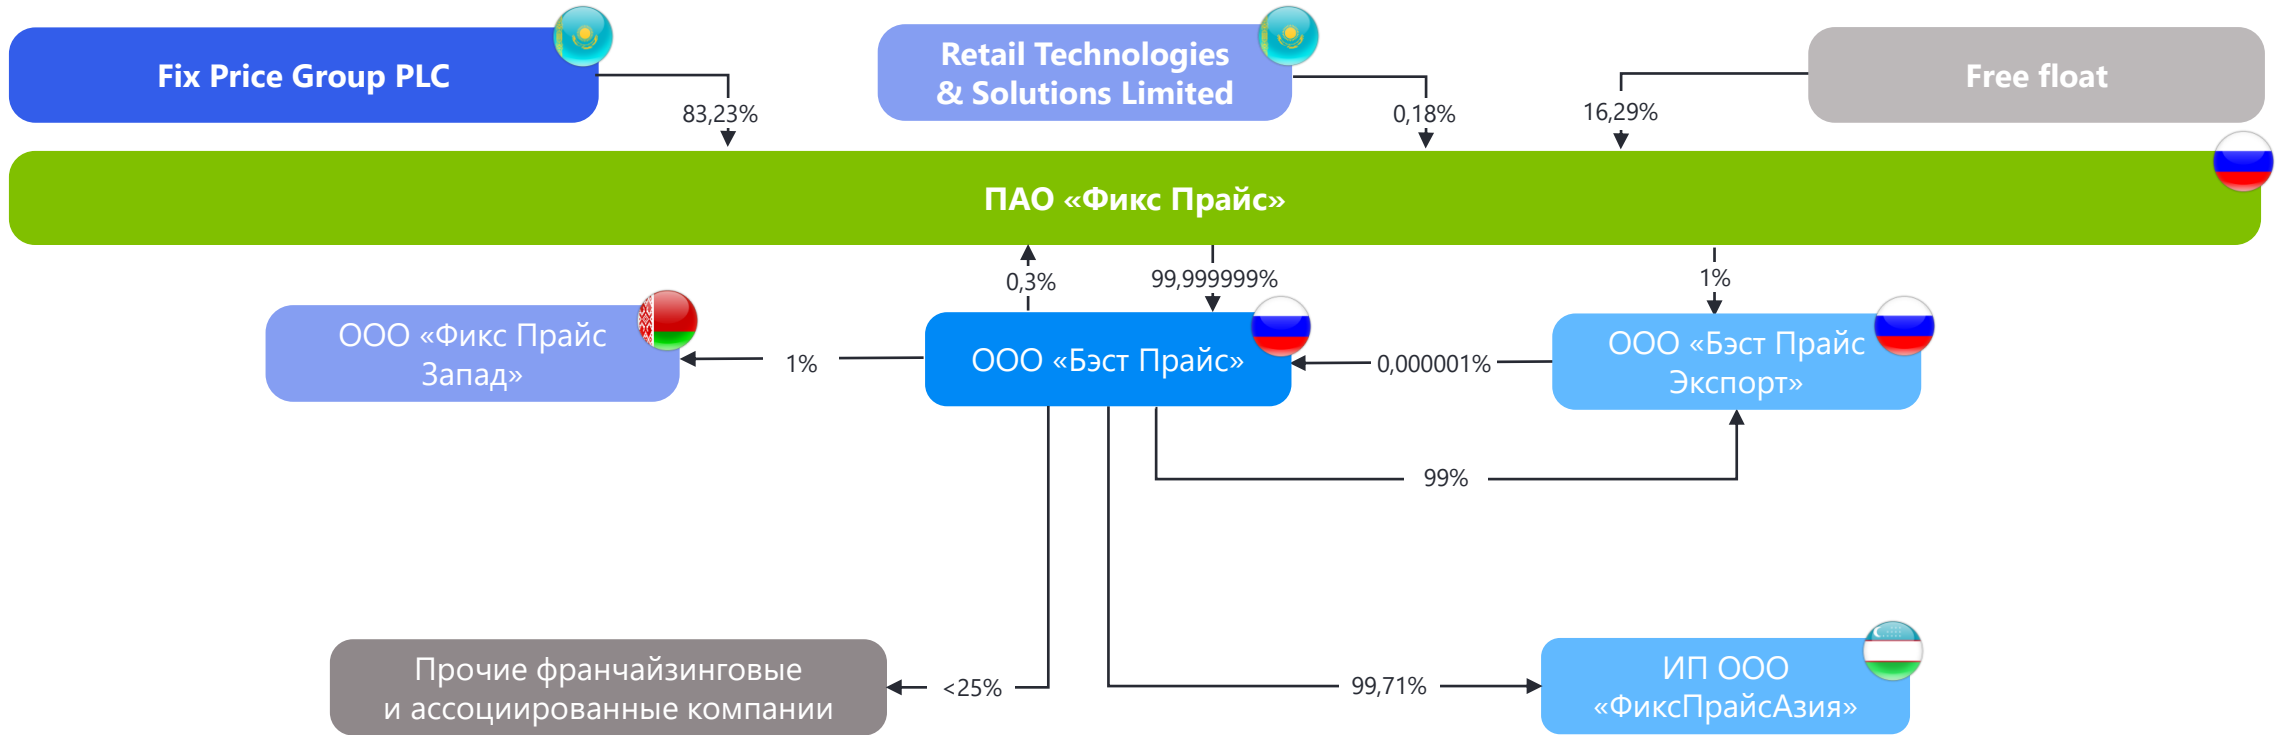 Fix Price Group PLC
Retail Technologies
& Solutions Limited
Free float
83,23%
0,18%
16,29%
ПАО «Фикс Прайс»
0,3%
99,999999%
1%
ООО «Фикс Прайс
Запад»
1%
ООО «Бэст Прайс»
0,000001%
ООО «Бэст Прайс
Экспорт»
99%
Прочие франчайзинговые
и ассоциированные компании
<25%
99,71%
ИП ООО
«ФиксПрайсАзия»